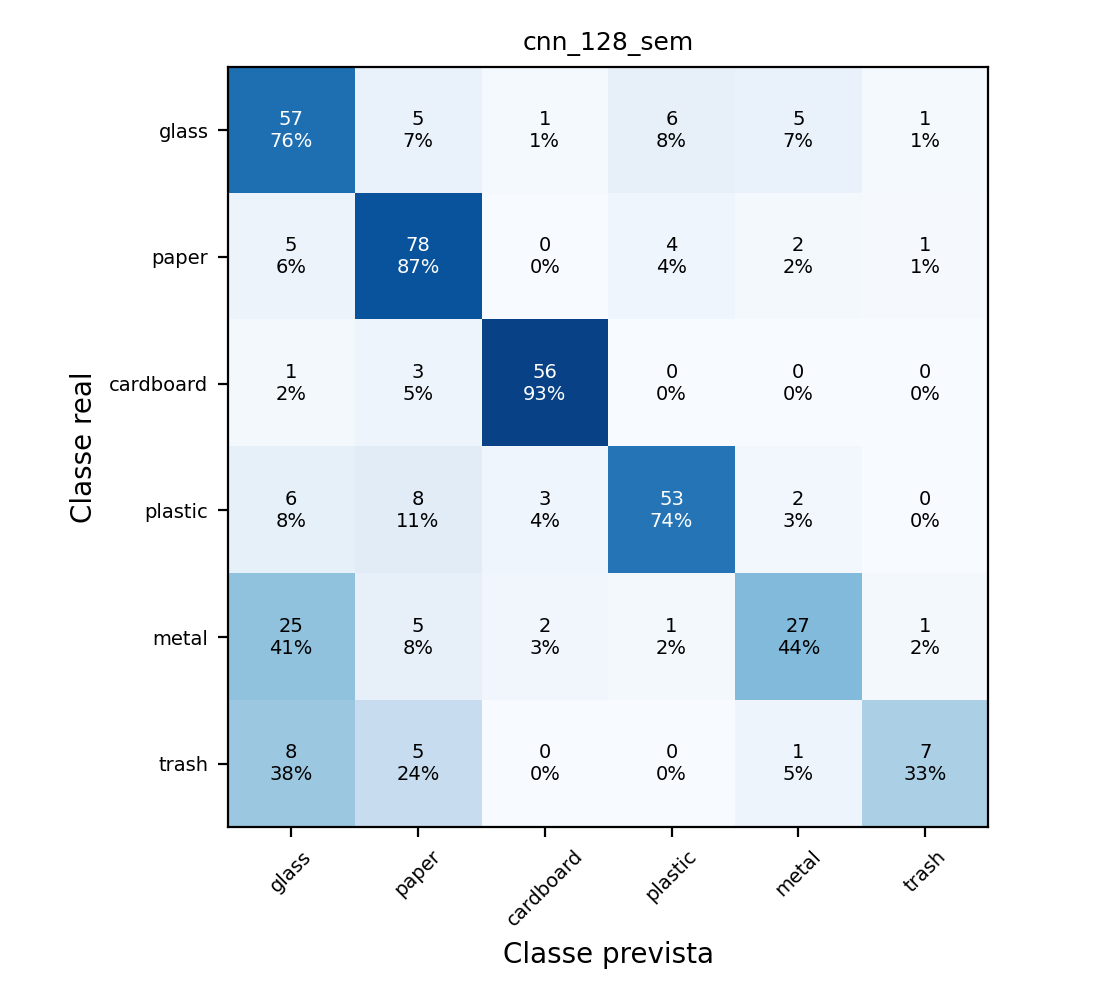 cnn_128_sem
glass
57 5 1 6 5 1
76% 7% 1% 8% 7% 1%
paper
5 78 0 4 2 1
6% 87% 0% 4% 2% 1%
cardboard
1 3 56 0 0 0
2% 5% 93% 0% 0% 0%
plastic
6 8 3 53 2 0
8% 11% 4% 74% 3% 0%
metal
25 5 2 1 27 1
41% 8% 3% 2% 44% 2%
trash
8 5 0 0 1 7
38% 24% 0% 0% 5% 33%
Classe real
glass paper cardboard plastic metal trash
Classe prevista